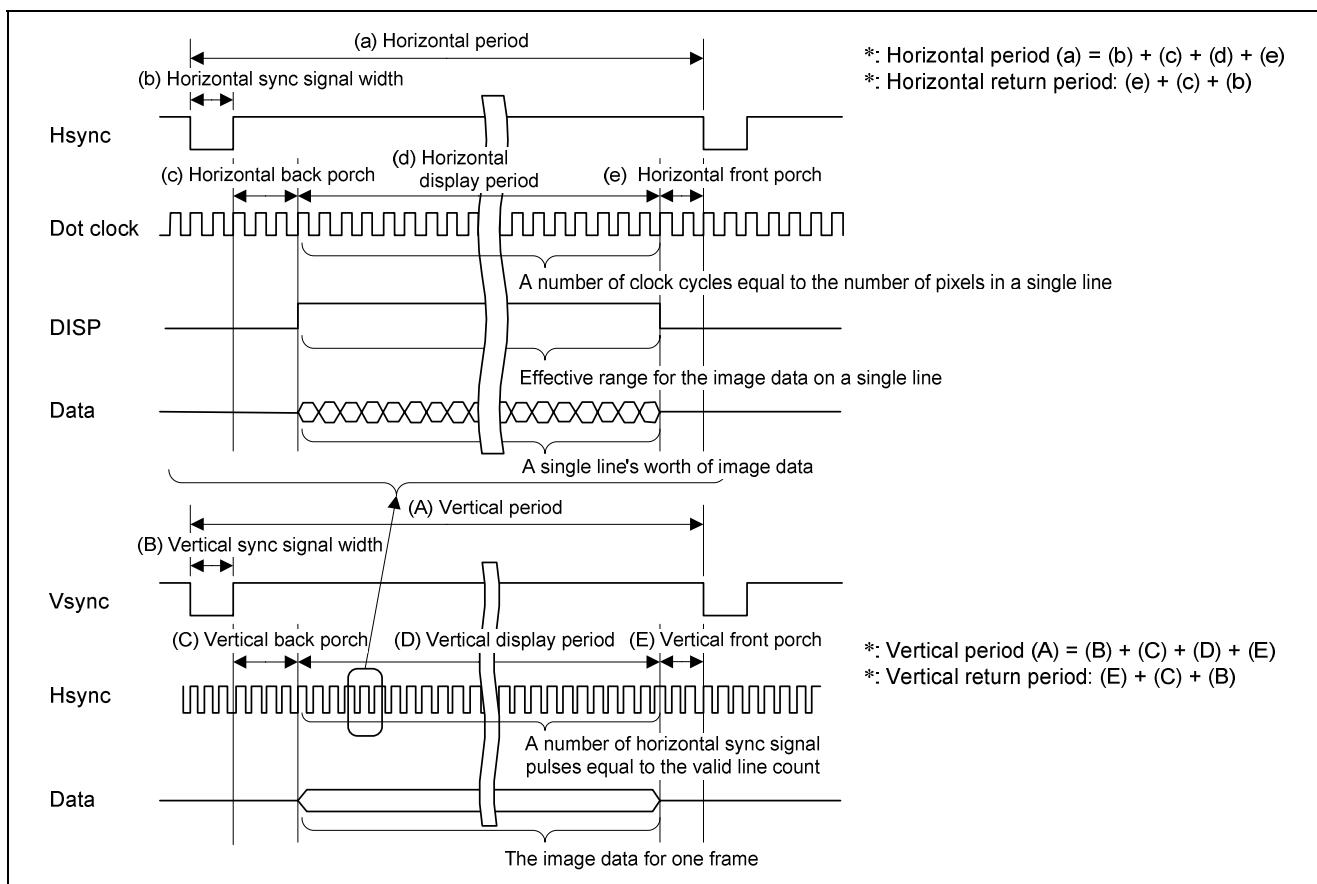 (a) Horizontal period
*: Horizontal period (a) = (b) + (c) + (d) + (e)
*: Horizontal return period: (e) + (c) + (b)
(b) Horizontal sync signal width
Hsync
(c) Horizontal back porch
(d) Horizontal
display period
(e) Horizontal front porch
Dot clock
A number of clock cycles equal to the number of pixels in a single line
DISP
Effective range for the image data on a single line
Data
A single line's worth of image data
(A) Vertical period
(B) Vertical sync signal width
Vsync
(C) Vertical back porch
(D) Vertical display period
(E) Vertical front porch
*: Vertical period (A) = (B) + (C) + (D) + (E)
*: Vertical return period: (E) + (C) + (B)
Hsync
A number of horizontal sync signal
pulses equal to the valid line count
Data
The image data for one frame